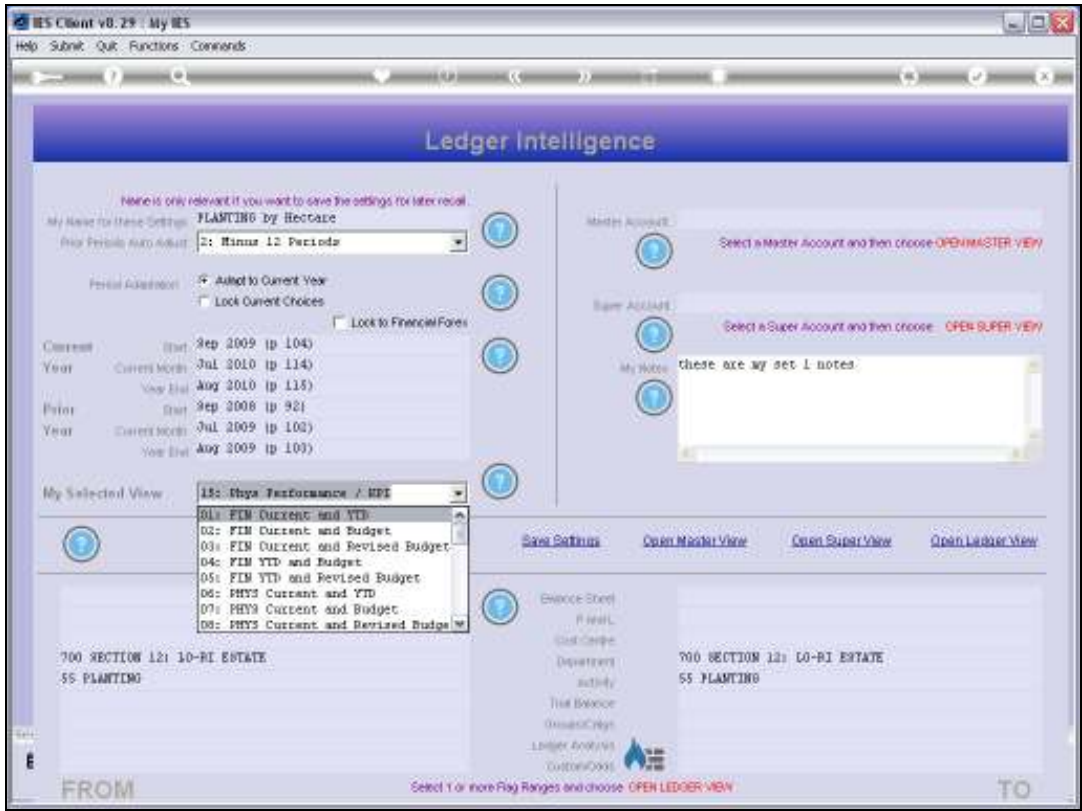 IES Client v8.29 : My IES
Help Submit Quit Functions Commands
Ledger Intelligence
Name is only relevant if you want to save the settings for later recall
My Name for these Settings PLANTING by Hectare
Prior Periods Auto Adjust 2: Minus 12 Periods
Period Adaptation Adapt to Current Year
Lock Current Choices
Lock to Financial Forex
Current Start Sep 2009 (p 104)
Year Current Month Jul 2010 (p 114)
Year End Aug 2010 (p 115)
Prior Start Sep 2008 (p 92)
Year Current Month Jul 2009 (p 102)
Year End Aug 2009 (p 103)
My Selected View 15: Phys Performance / KPI
01: FIN Current and YTD
02: FIN Current and Budget
03: FIN Current and Revised Budget
04: FIN YTD and Budget
05: FIN YTD and Revised Budget
06: PHYS Current and YTD
07: PHYS Current and Budget
08: PHYS Current and Revised Budge
Master Account
Select a Master Account and then choose OPEN MASTER VIEW
Super Account
Select a Super Account and then choose OPEN SUPER VIEW
My Notes these are my set 1 notes
Save Settings Open Master View Open Super View Open Ledger View
Balance Sheet
P and L
Cost Centre
700 SECTION 12: LO-RI ESTATE Department 700 SECTION 12: LO-RI ESTATE
55 PLANTING Activity 55 PLANTING
Trial Balance
Groups/Cnsgn
Ledger Analysis
Custom/Odds
FROM Select 1 or more Flag Ranges and choose OPEN LEDGER VIEW TO